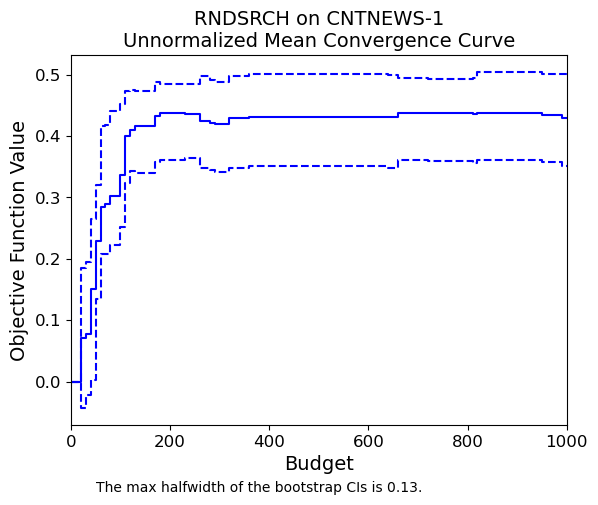 RNDSRCH on CNTNEWS-1
Unnormalized Mean Convergence Curve
Objective Function Value
0.5
0.4
0.3
0.2
0.1
0.0
0 200 400 600 800 1000
Budget
The max halfwidth of the bootstrap CIs is 0.13.